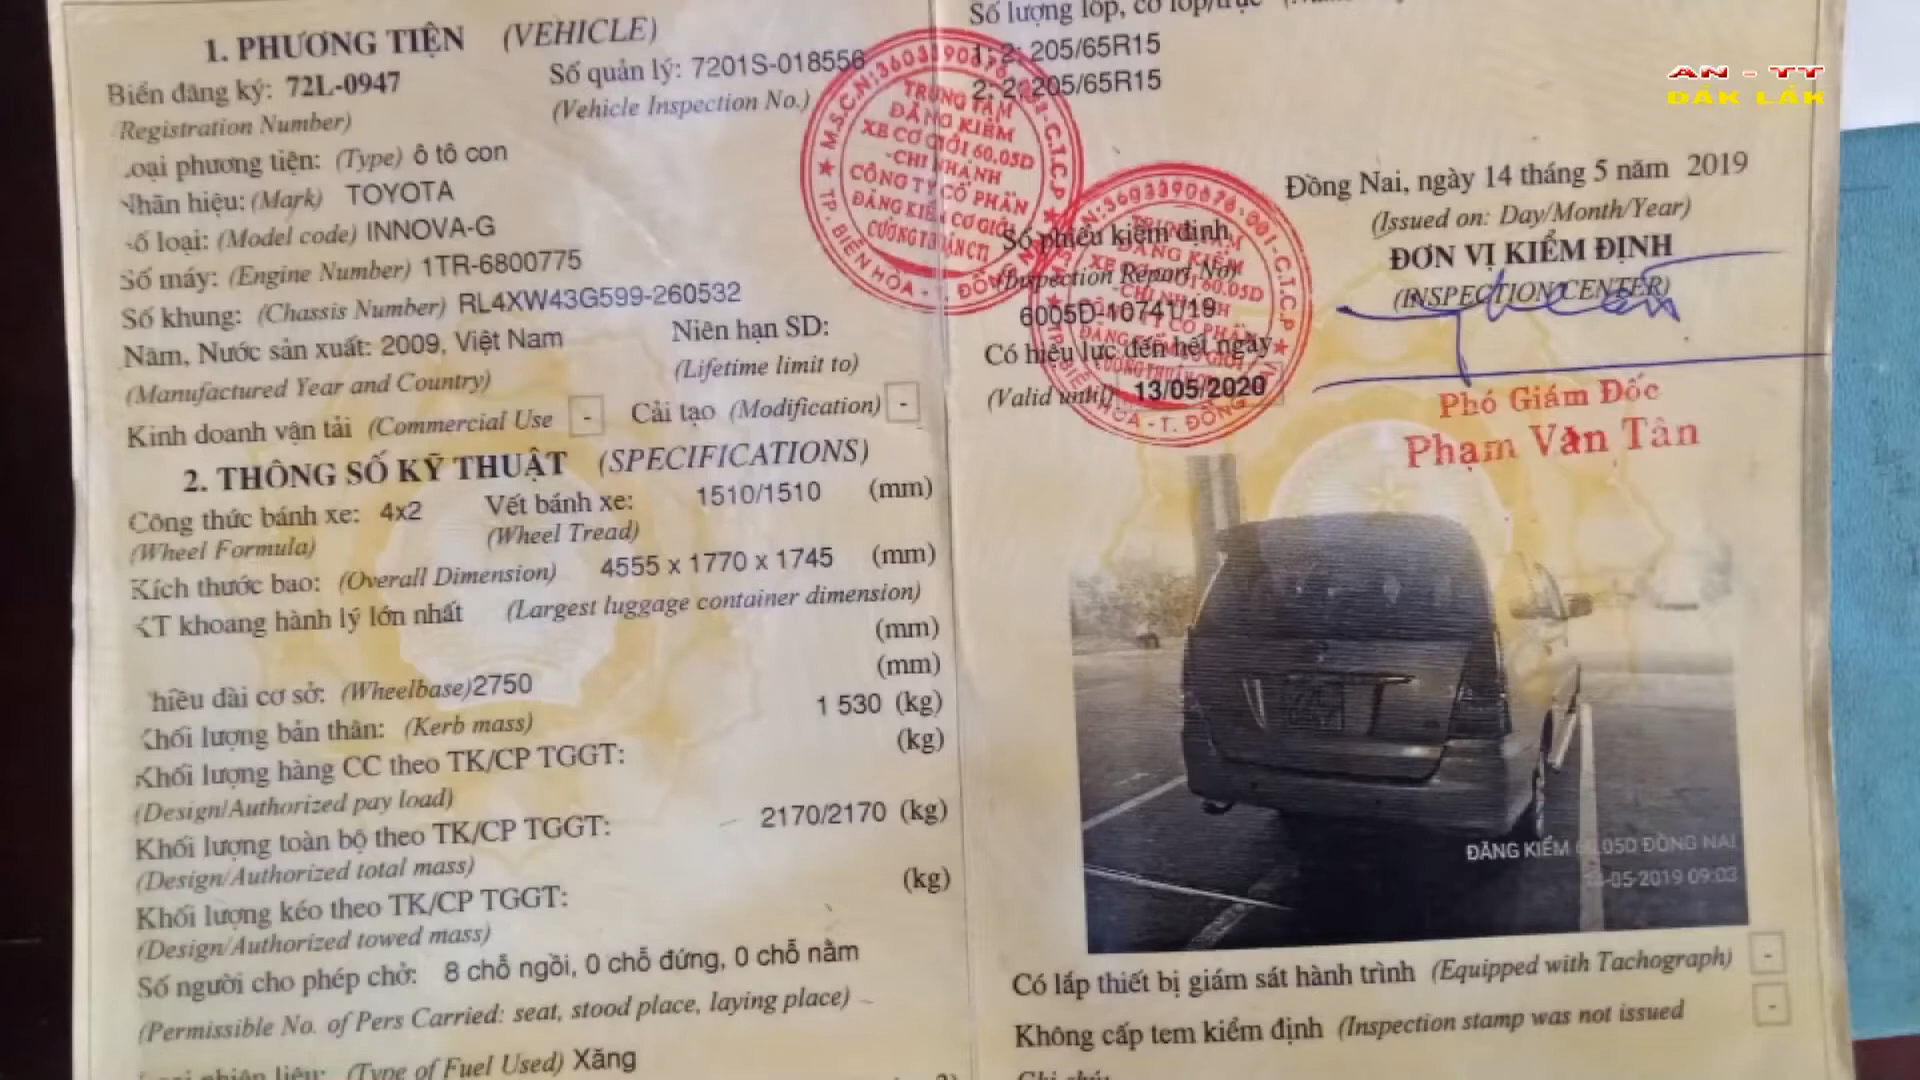 1. PHƯƠNG TIỆN (VEHICLE)
Biển đăng ký: 72L-0947 Số quản lý: 7201S-018556
(Registration Number) (Vehicle Inspection No.)
phương tiện: (Type) ô tô con
Nhãn hiệu: (Mark) TOYOTA
loại: (Model code) INNOVA-G
Số máy: (Engine Number) 1TR-6800775
Số khung: (Chassis Number) RL4XW43G599-260532
Năm, Nước sản xuất: 2009, Việt Nam Niên hạn SD:
(Manufactured Year and Country) (Lifetime limit to)
Kinh doanh vận tải (Commercial Use - Cải tạo (Modification) -
2. THÔNG SỐ KỸ THUẬT (SPECIFICATIONS)
Công thức bánh xe: 4x2 Vết bánh xe: 1510/1510 (mm)
(Wheel Formula) (Wheel Tread)
Kích thước bao: (Overall Dimension) 4555 x 1770 x 1745 (mm)
KT khoang hành lý lớn nhất (Largest luggage container dimension)
(mm)
dài cơ sở: (Wheelbase) 2750 (mm)
Khối lượng bản thân: (Kerb mass) 1 530 (kg)
Khối lượng hàng CC theo TK/CP TGGT: (kg)
(Design/Authorized pay load)
Khối lượng toàn bộ theo TK/CP TGGT: 2170/2170 (kg)
(Design/Authorized total mass)
Khối lượng kéo theo TK/CP TGGT: (kg)
(Design/Authorized towed mass)
Số người cho phép chở: 8 chỗ ngồi, 0 chỗ đứng, 0 chỗ nằm
(Permissible No. of Pers Carried: seat, stood place, laying place)
nhiên liệu: (Type of Fuel Used) Xăng
Số lượng lốp, cỡ lốp/trục
1: 2: 205/65R15
2: 2: 205/65R15
TRUNG TÂM
ĐĂNG KIỂM
XE CƠ GIỚI 60.05D
-CHI NHÁNH
CÔNG TY CỔ PHẦN
ĐĂNG KIỂM CƠ GIỚI
CƯỜNG THUẬN CTI
Đồng Nai, ngày 14 tháng 5 năm 2019
(Issued on: Day/Month/Year)
ĐƠN VỊ KIỂM ĐỊNH
(INSPECTION CENTER)
Số phiếu kiểm định
(Inspection Report No)
6005D-10741/19
Có hiệu lực đến hết ngày
(Valid until) 13/05/2020
Phó Giám Đốc
Phạm Văn Tân
ĐĂNG KIỂM 60.05D ĐỒNG NAI
14-05-2019 09:03
Có lắp thiết bị giám sát hành trình (Equipped with Tachograph) -
Không cấp tem kiểm định (Inspection stamp was not issued -
AN - TT
ĐĂK LĂK